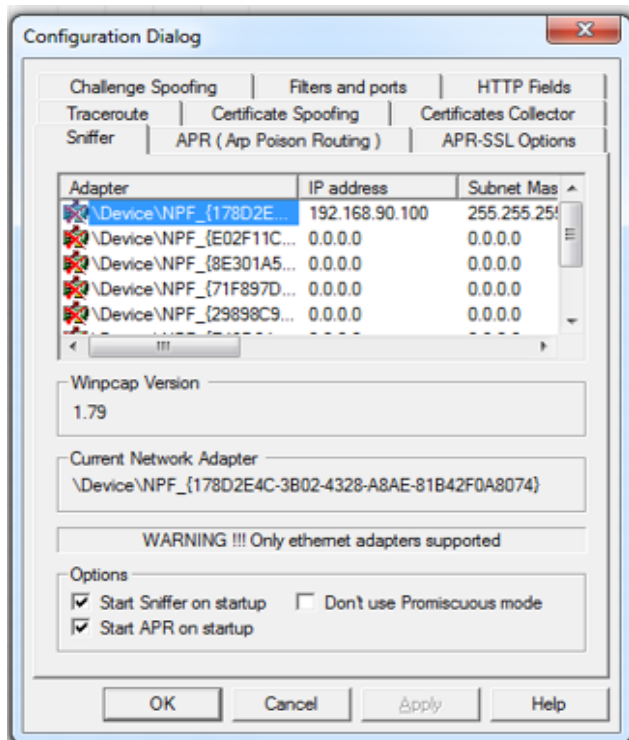 Configuration Dialog
Challenge Spoofing Filters and ports HTTP Fields
Traceroute Certificate Spoofing Certificates Collector
Sniffer APR ( Arp Poison Routing ) APR-SSL Options
Adapter IP address Subnet Mas
\Device\NPF_{178D2E... 192.168.90.100 255.255.255
\Device\NPF_{E02F11C... 0.0.0.0 0.0.0.0
\Device\NPF_{8E301A5... 0.0.0.0 0.0.0.0
\Device\NPF_{71F897D... 0.0.0.0 0.0.0.0
\Device\NPF_{29898C9... 0.0.0.0 0.0.0.0
Winpcap Version
1.79
Current Network Adapter
\Device\NPF_{178D2E4C-3B02-4328-A8AE-81B42F0A8074}
WARNING !!! Only ethernet adapters supported
Options
Start Sniffer on startup Don't use Promiscuous mode
Start APR on startup
OK Cancel Apply Help